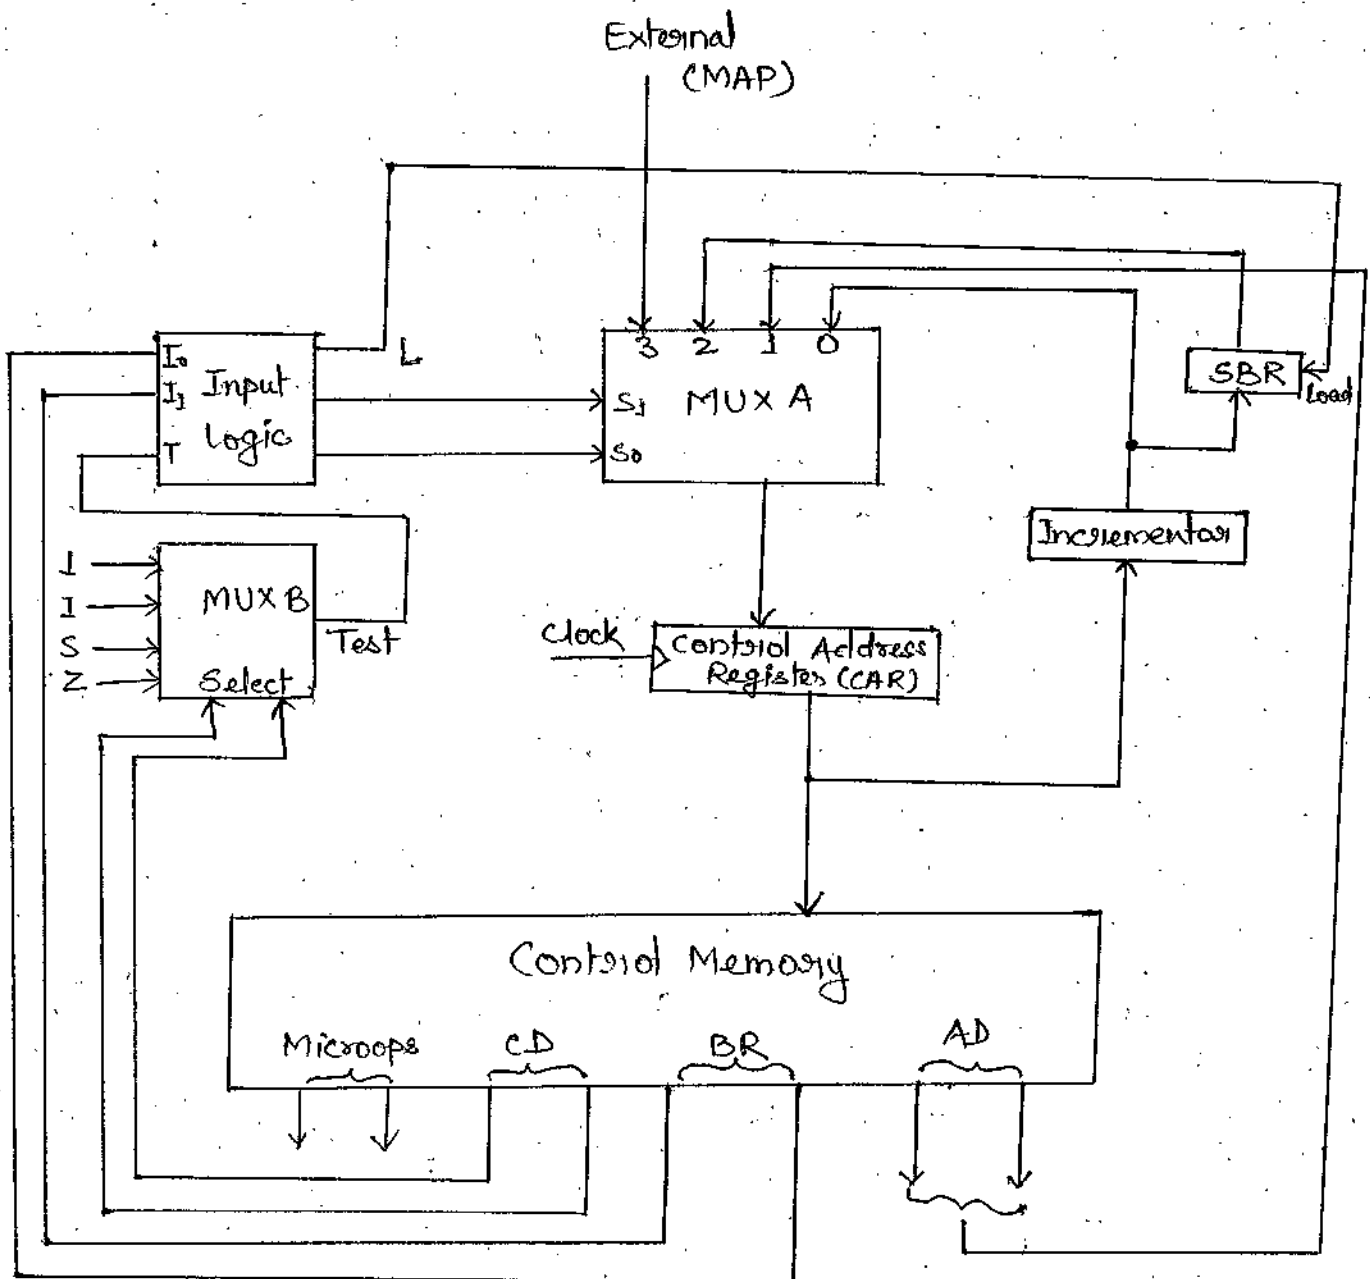 External
(MAP)
L
I0
I1
T
Input
Logic
3 2 1 0
S1
S0
MUX A
SBR
Load
Incrementor
1
I
S
Z
MUX B
Select
Test
Clock
Control Address
Register (CAR)
Control Memory
Microops
CD
BR
AD